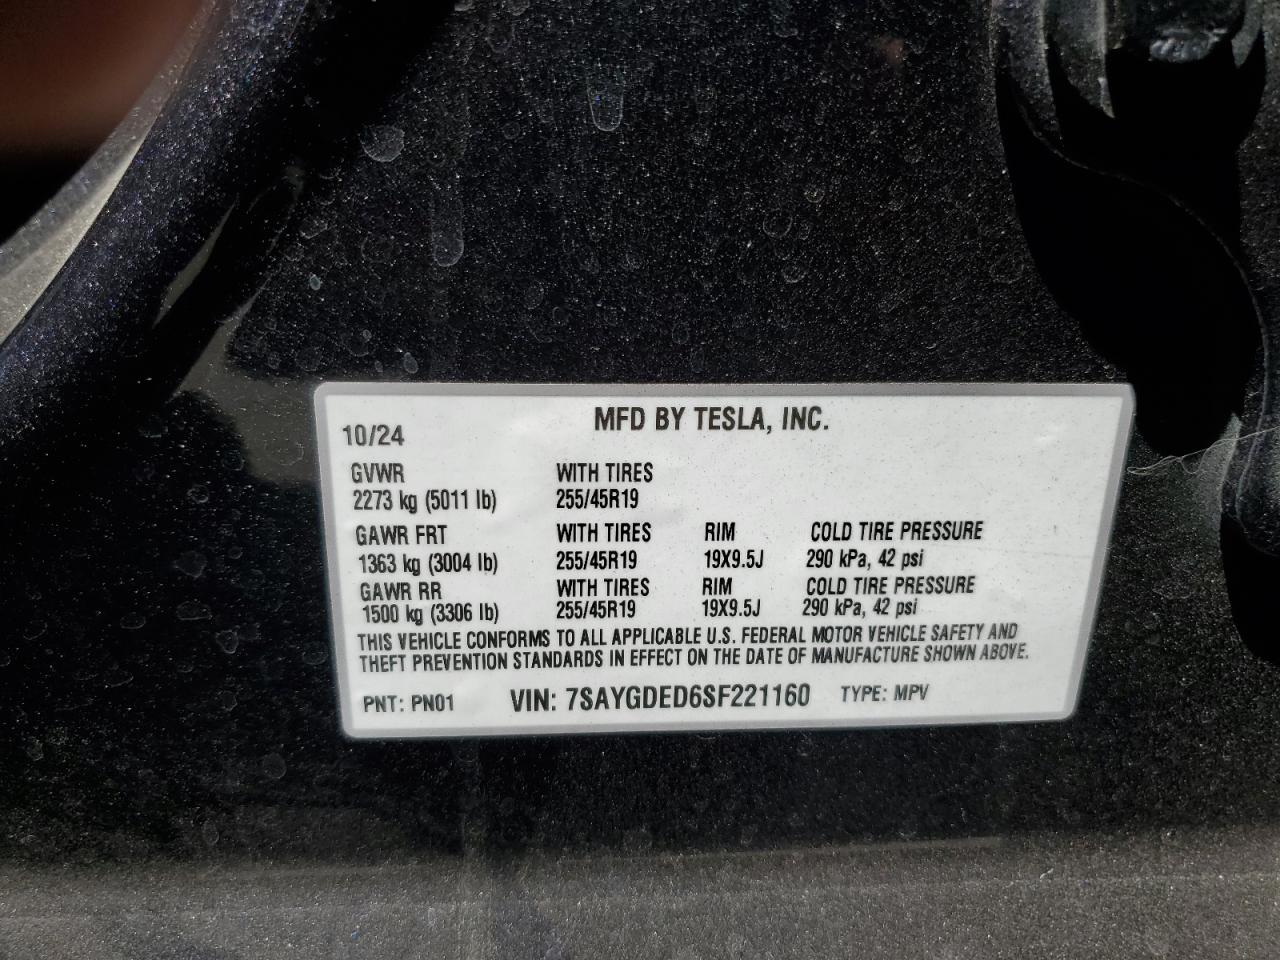 MFD BY TESLA, INC.
10/24
GVWR WITH TIRES
2273 kg (5011 lb) 255/45R19
GAWR FRT WITH TIRES RIM COLD TIRE PRESSURE
1363 kg (3004 lb) 255/45R19 19X9.5J 290 kPa, 42 psi
GAWR RR WITH TIRES RIM COLD TIRE PRESSURE
1500 kg (3306 lb) 255/45R19 19X9.5J 290 kPa, 42 psi
THIS VEHICLE CONFORMS TO ALL APPLICABLE U.S. FEDERAL MOTOR VEHICLE SAFETY AND
THEFT PREVENTION STANDARDS IN EFFECT ON THE DATE OF MANUFACTURE SHOWN ABOVE.
PNT: PN01 VIN: 7SAYGDED6SF221160 TYPE: MPV